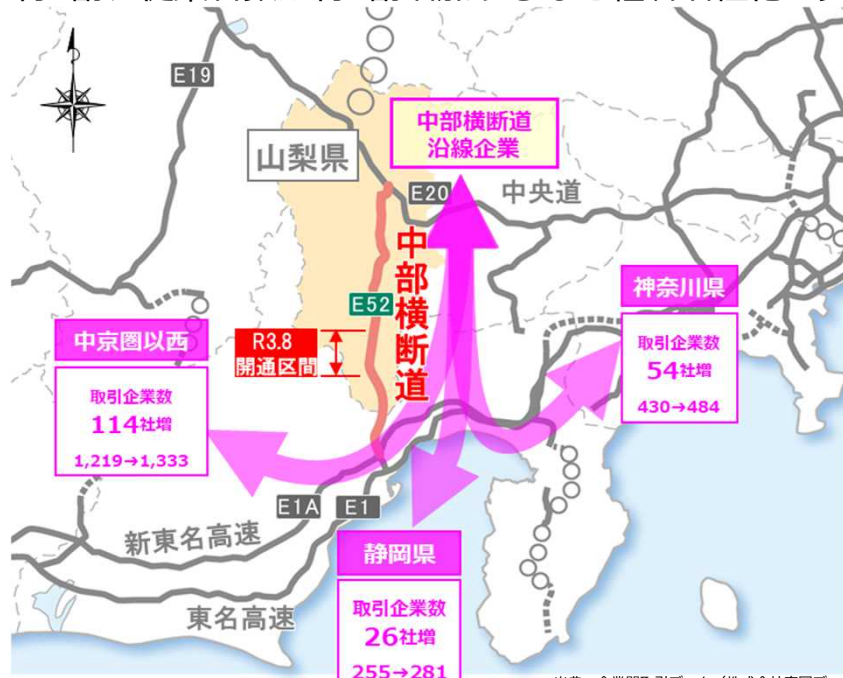 E19
中部横断道
沿線企業
山梨県
E20
中央道
中部横断道
E52
神奈川県
取引企業数
54社増
430→484
中京圏以西
取引企業数
114社増
1,219→1,333
R3.8
開通区間
E1A
E1
新東名高速
東名高速
静岡県
取引企業数
26社増
255→281